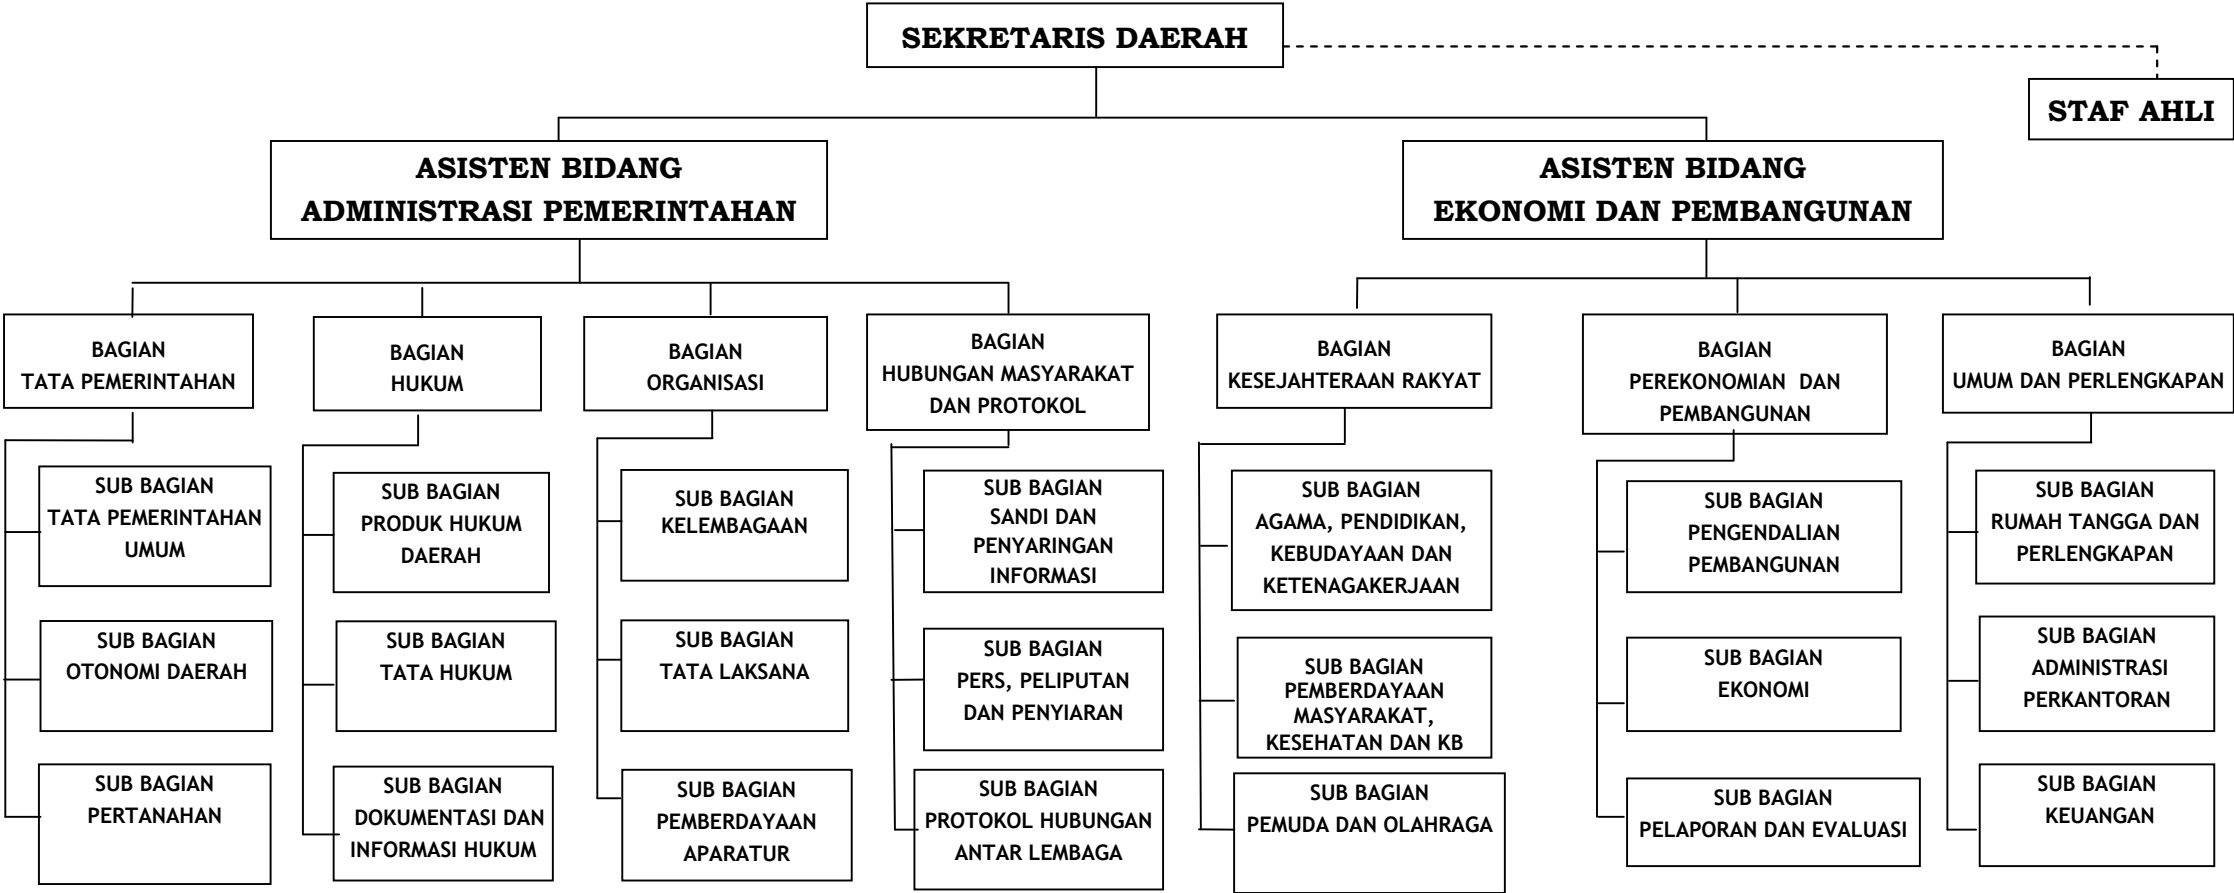 SEKRETARIS DAERAH
STAF AHLI
ASISTEN BIDANG
ADMINISTRASI PEMERINTAHAN
ASISTEN BIDANG
EKONOMI DAN PEMBANGUNAN
BAGIAN
TATA PEMERINTAHAN
BAGIAN
HUKUM
BAGIAN
ORGANISASI
BAGIAN
HUBUNGAN MASYARAKAT
DAN PROTOKOL
BAGIAN
KESEJAHTERAAN RAKYAT
BAGIAN
PEREKONOMIAN DAN
PEMBANGUNAN
BAGIAN
UMUM DAN PERLENGKAPAN
SUB BAGIAN
TATA PEMERINTAHAN
UMUM
SUB BAGIAN
PRODUK HUKUM
DAERAH
SUB BAGIAN
KELEMBAGAAN
SUB BAGIAN
SANDI DAN
PENYARINGAN
INFORMASI
SUB BAGIAN
AGAMA, PENDIDIKAN,
KEBUDAYAAN DAN
KETENAGAKERJAAN
SUB BAGIAN
PENGENDALIAN
PEMBANGUNAN
SUB BAGIAN
RUMAH TANGGA DAN
PERLENGKAPAN
SUB BAGIAN
OTONOMI DAERAH
SUB BAGIAN
TATA HUKUM
SUB BAGIAN
TATA LAKSANA
SUB BAGIAN
PERS, PELIPUTAN
DAN PENYIARAN
SUB BAGIAN
PEMBERDAYAAN
MASYARAKAT,
KESEHATAN DAN KB
SUB BAGIAN
EKONOMI
SUB BAGIAN
ADMINISTRASI
PERKANTORAN
SUB BAGIAN
PERTANAHAN
SUB BAGIAN
DOKUMENTASI DAN
INFORMASI HUKUM
SUB BAGIAN
PEMBERDAYAAN
APARATUR
SUB BAGIAN
PROTOKOL HUBUNGAN
ANTAR LEMBAGA
SUB BAGIAN
PEMUDA DAN OLAHRAGA
SUB BAGIAN
PELAPORAN DAN EVALUASI
SUB BAGIAN
KEUANGAN